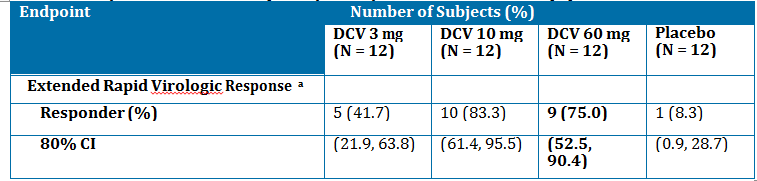 Endpoint Number of Subjects (%)
DCV 3 mg DCV 10 mg DCV 60 mg Placebo
(N = 12) (N = 12) (N = 12) (N = 12)
Extended Rapid Virologic Response a
Responder (%) 5 (41.7) 10 (83.3) 9 (75.0) 1 (8.3)
80% CI (21.9, 63.8) (61.4, 95.5) (52.5, (0.9, 28.7)
90.4)